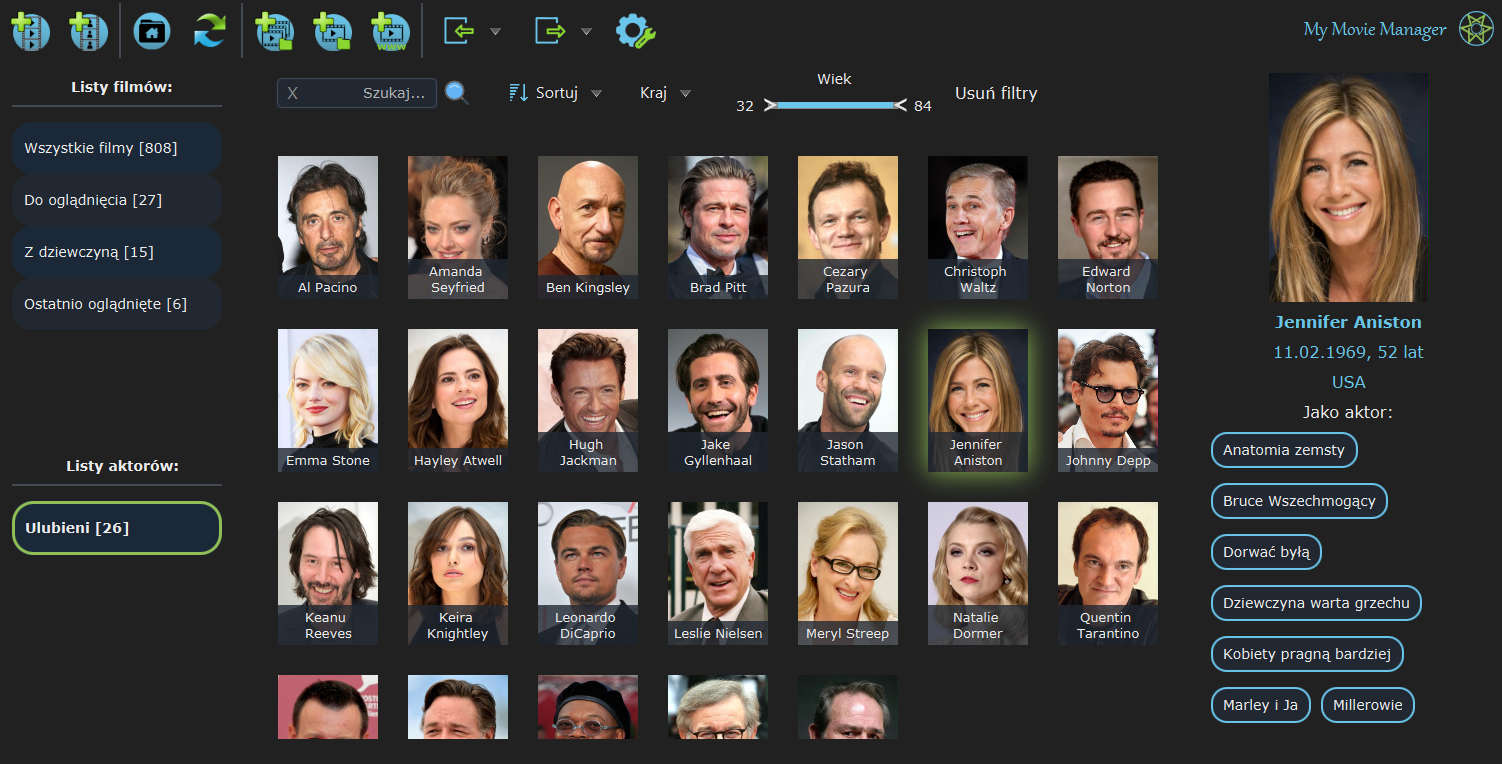 WWW
My Movie Manager
Listy filmów:
Wszystkie filmy [808]
Do oglądnięcia [27]
Z dziewczyną [15]
Ostatnio oglądnięte [6]
Listy aktorów:
Ulubieni [26]
X Szukaj...
Sortuj
Kraj
Wiek
32 84
Usuń filtry
Al Pacino
Amanda
Seyfried
Ben Kingsley
Brad Pitt
Cezary
Pazura
Christoph
Waltz
Edward
Norton
Emma Stone
Hayley Atwell
Hugh
Jackman
Jake
Gyllenhaal
Jason
Statham
Jennifer
Aniston
Johnny Depp
Keanu
Reeves
Keira
Knightley
Leonardo
DiCaprio
Leslie Nielsen
Meryl Streep
Natalie
Dormer
Quentin
Tarantino
Jennifer Aniston
11.02.1969, 52 lat
USA
Jako aktor:
Anatomia zemsty
Bruce Wszechmogący
Dorwać byłą
Dziewczyna warta grzechu
Kobiety pragną bardziej
Marley i Ja
Millerowie